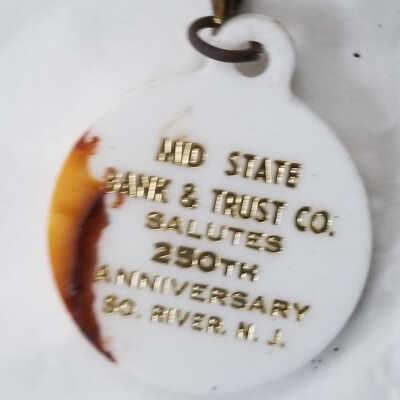 MID STATE
BANK & TRUST CO.
SALUTES
250TH
ANNIVERSARY
SO. RIVER, N. J.